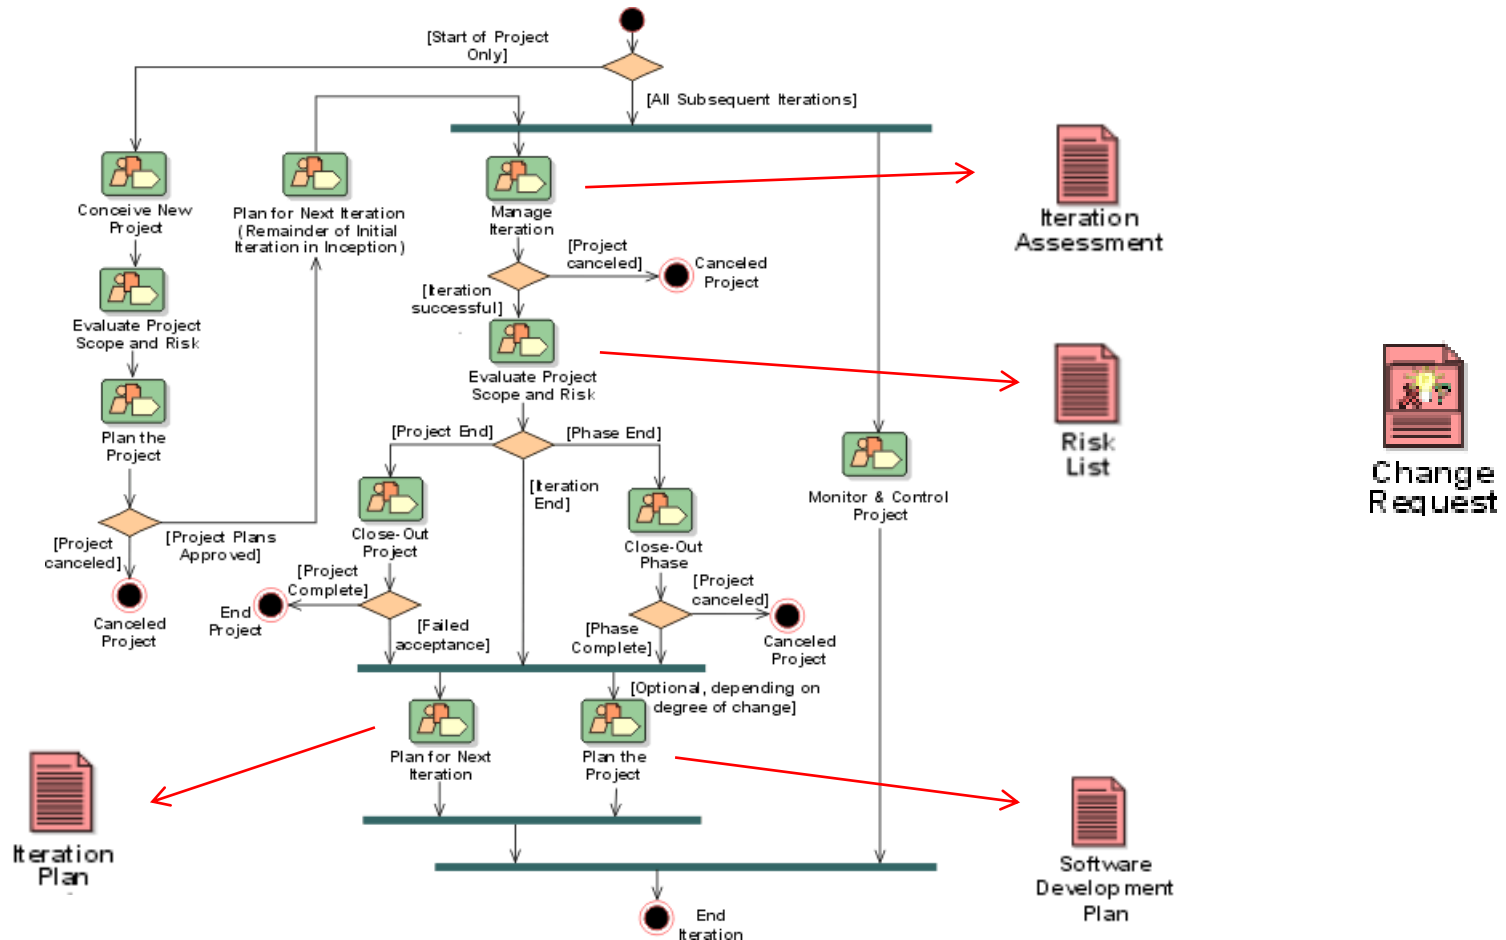 [Start of Project
Only]
[All Subsequent Iterations]
Conceive New
Project
Plan for Next Iteration
(Remainder of Initial
Iteration in Inception)
Manage
Iteration
Iteration
Assessment
[Project
canceled]
Canceled
Project
[Iteration
successful]
Evaluate Project
Scope and Risk
Evaluate Project
Scope and Risk
Risk
List
Change
Request
Plan the
Project
[Project End]
[Phase End]
[Iteration
End]
Monitor & Control
Project
[Project
canceled]
[Project Plans
Approved]
Close-Out
Project
Close-Out
Phase
[Project
Complete]
[Project
canceled]
End
Project
Canceled
Project
[Failed
acceptance]
[Phase
Complete]
Canceled
Project
[Optional, depending on
degree of change]
Plan for Next
Iteration
Plan the
Project
Iteration
Plan
Software
Development
Plan
End
Iteration